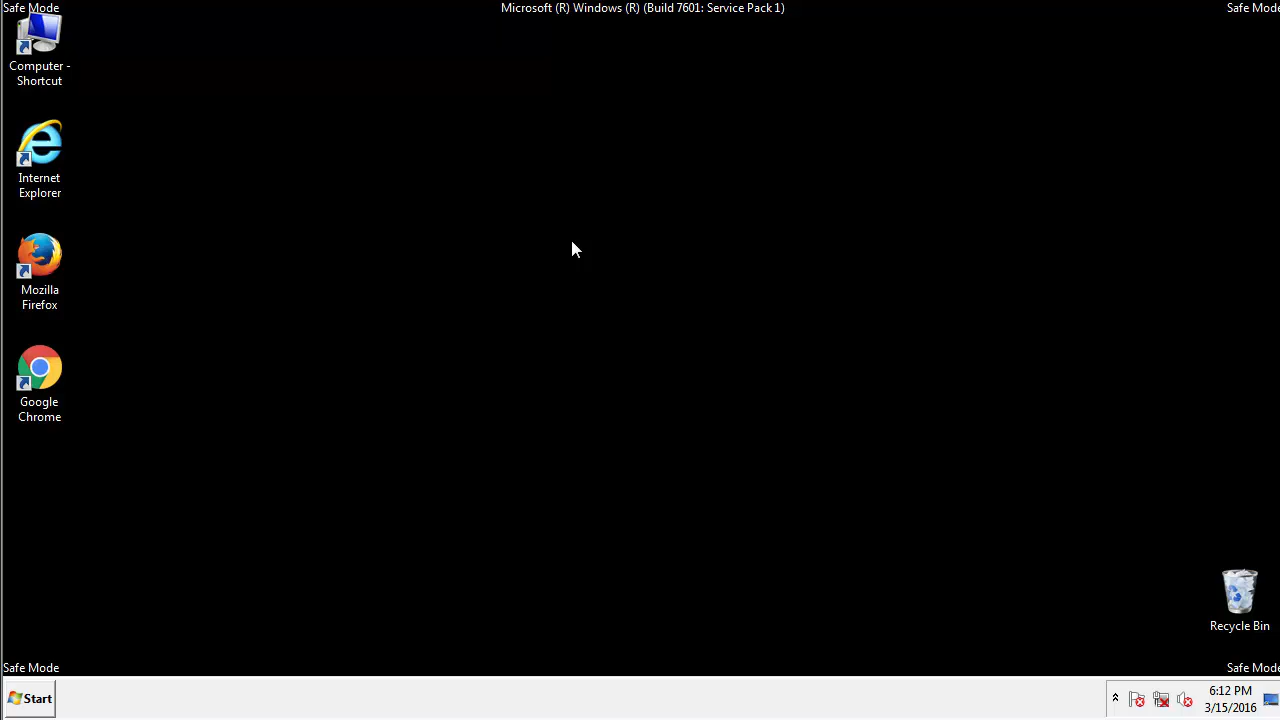 Safe Mode
Microsoft (R) Windows (R) (Build 7601: Service Pack 1)
Safe Mode
Computer -
Shortcut
Internet
Explorer
Mozilla
Firefox
Google
Chrome
Recycle Bin
Safe Mode
Safe Mode
Start
6:12 PM
3/15/2016